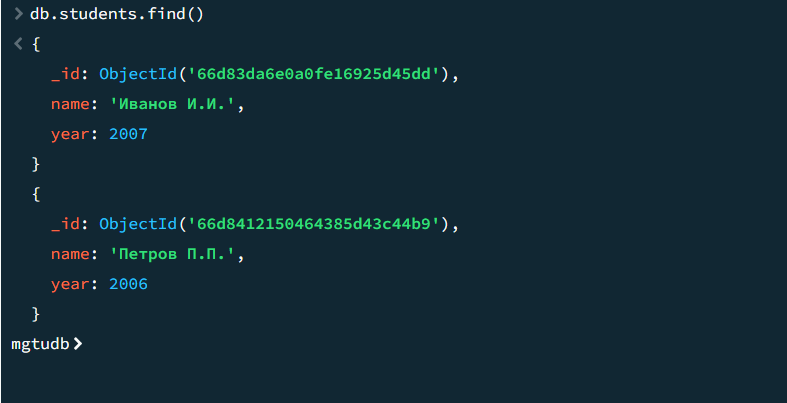 > db.students.find()
< {
_id: ObjectId('66d83da6e0a0fe16925d45dd'),
name: 'Иванов И.И.',
year: 2007
}
{
_id: ObjectId('66d8412150464385d43c44b9'),
name: 'Петров П.П.',
year: 2006
}
mgtudb>